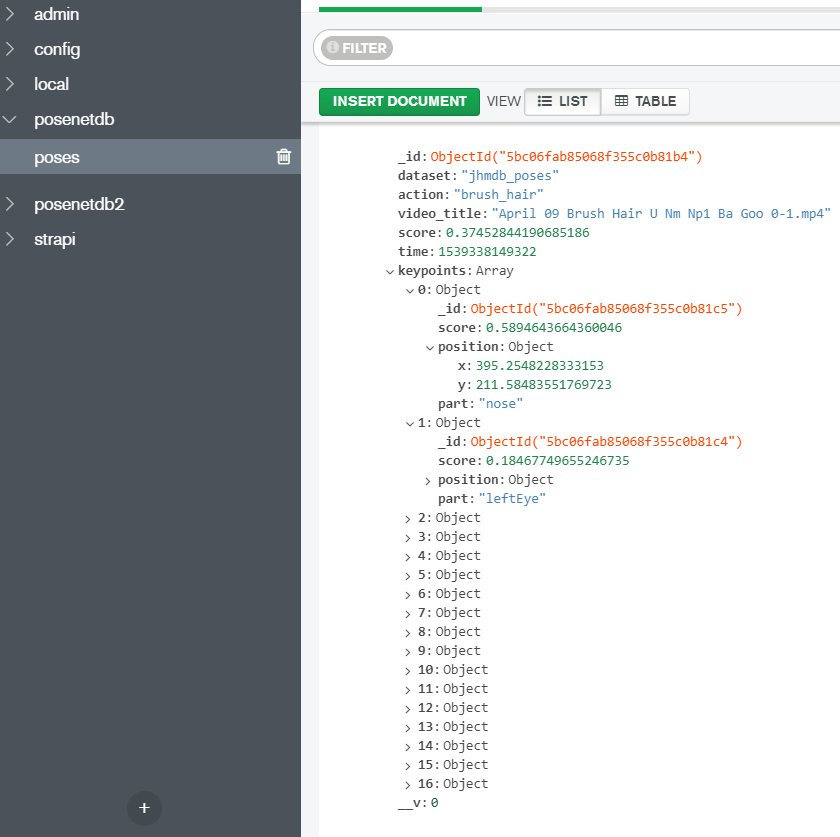 admin
config
local
posenetdb
poses
posenetdb2
strapi
+
FILTER
INSERT DOCUMENT VIEW LIST TABLE
_id: ObjectId("5bc06fab85068f355c0b81b4")
dataset: "jhmdb_poses"
action: "brush_hair"
video_title: "April 09 Brush Hair U Nm Np1 Ba Goo 0-1.mp4"
score: 0.37452844190685186
time: 1539338149322
keypoints: Array
0: Object
_id: ObjectId("5bc06fab85068f355c0b81c5")
score: 0.5894643664360046
position: Object
x: 395.2548228333153
y: 211.58483551769723
part: "nose"
1: Object
_id: ObjectId("5bc06fab85068f355c0b81c4")
score: 0.18467749655246735
position: Object
part: "leftEye"
2: Object
3: Object
4: Object
5: Object
6: Object
7: Object
8: Object
9: Object
10: Object
11: Object
12: Object
13: Object
14: Object
15: Object
16: Object
__v: 0